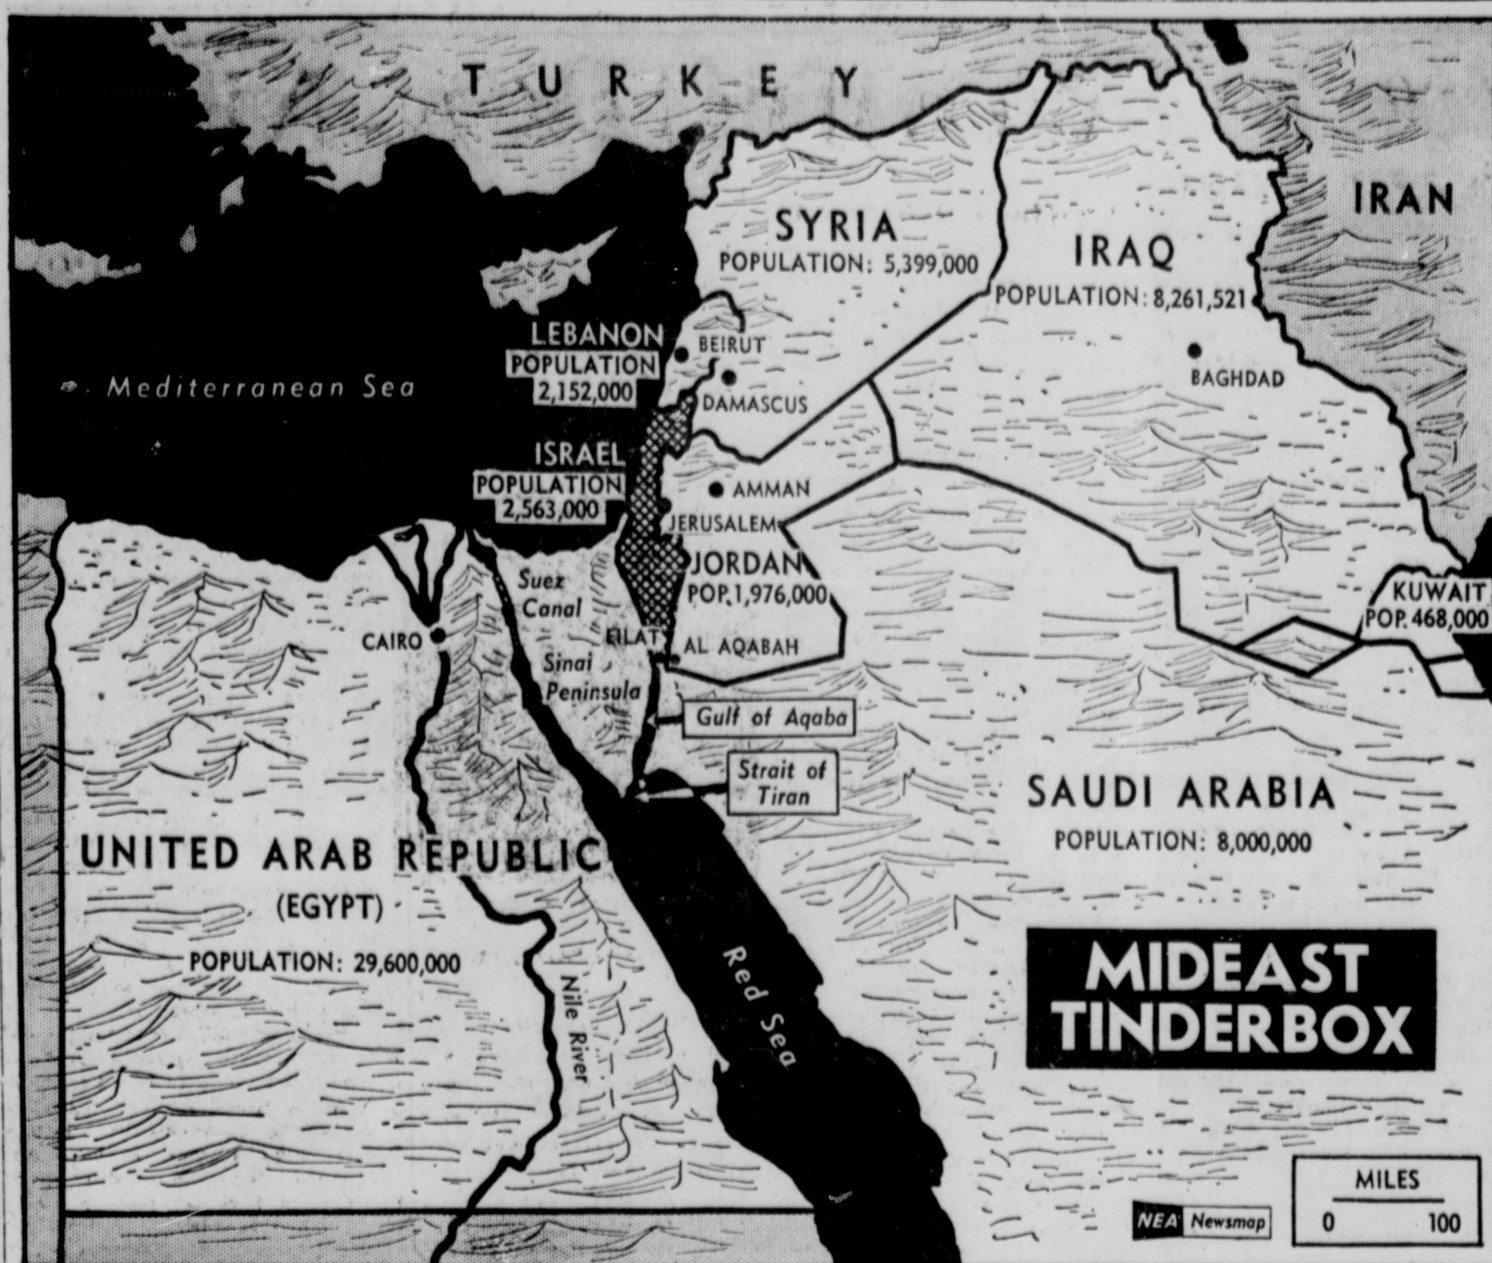 TURKEY
IRAN
SYRIA
POPULATION: 5,399,000
IRAQ
POPULATION: 8,261,521
LEBANON
POPULATION
2,152,000
BEIRUT
BAGHDAD
Mediterranean Sea
DAMASCUS
ISRAEL
POPULATION
2,563,000
AMMAN
JERUSALEM
JORDAN
POP. 1,976,000
Suez
Canal
KUWAIT
POP. 468,000
CAIRO
EILAT
AL AQABAH
Sinai
Peninsula
Gulf of Aqaba
Strait of
Tiran
SAUDI ARABIA
POPULATION: 8,000,000
UNITED ARAB REPUBLIC
(EGYPT)
POPULATION: 29,600,000
Red Sea
Nile River
MIDEAST
TINDERBOX
MILES
0 100
NEA Newsmap